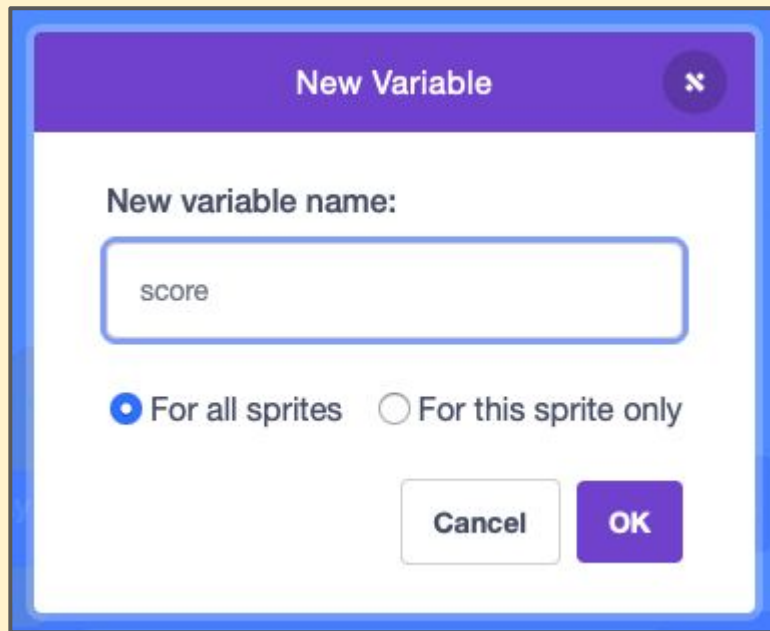 New Variable
New variable name:
score
For all sprites For this sprite only
Cancel OK